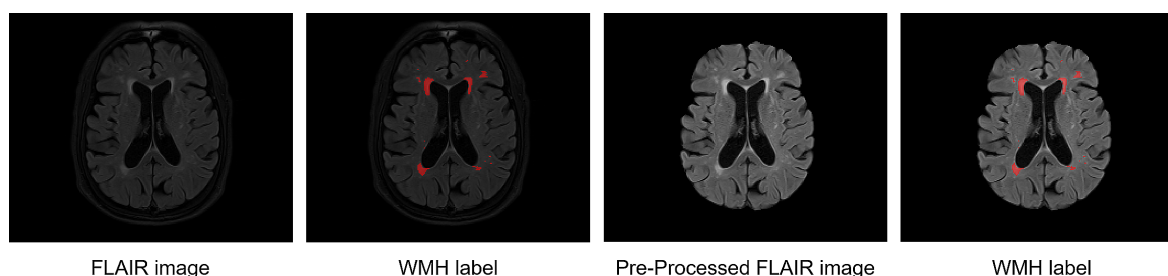 FLAIR image
WMH label
Pre-Processed FLAIR image
WMH label